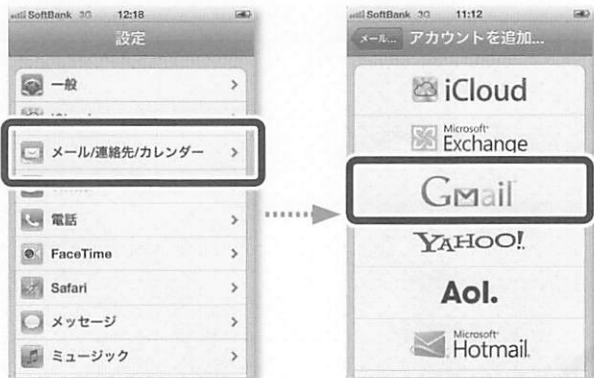 SoftBank 3G 12:18
設定
一般
メール/連絡先/カレンダー
電話
FaceTime
Safari
メッセージ
ミュージック
SoftBank 3G 11:12
メール... アカウントを追加...
iCloud
Microsoft
Exchange
GMail
YAHOO!
Aol.
Microsoft
Hotmail